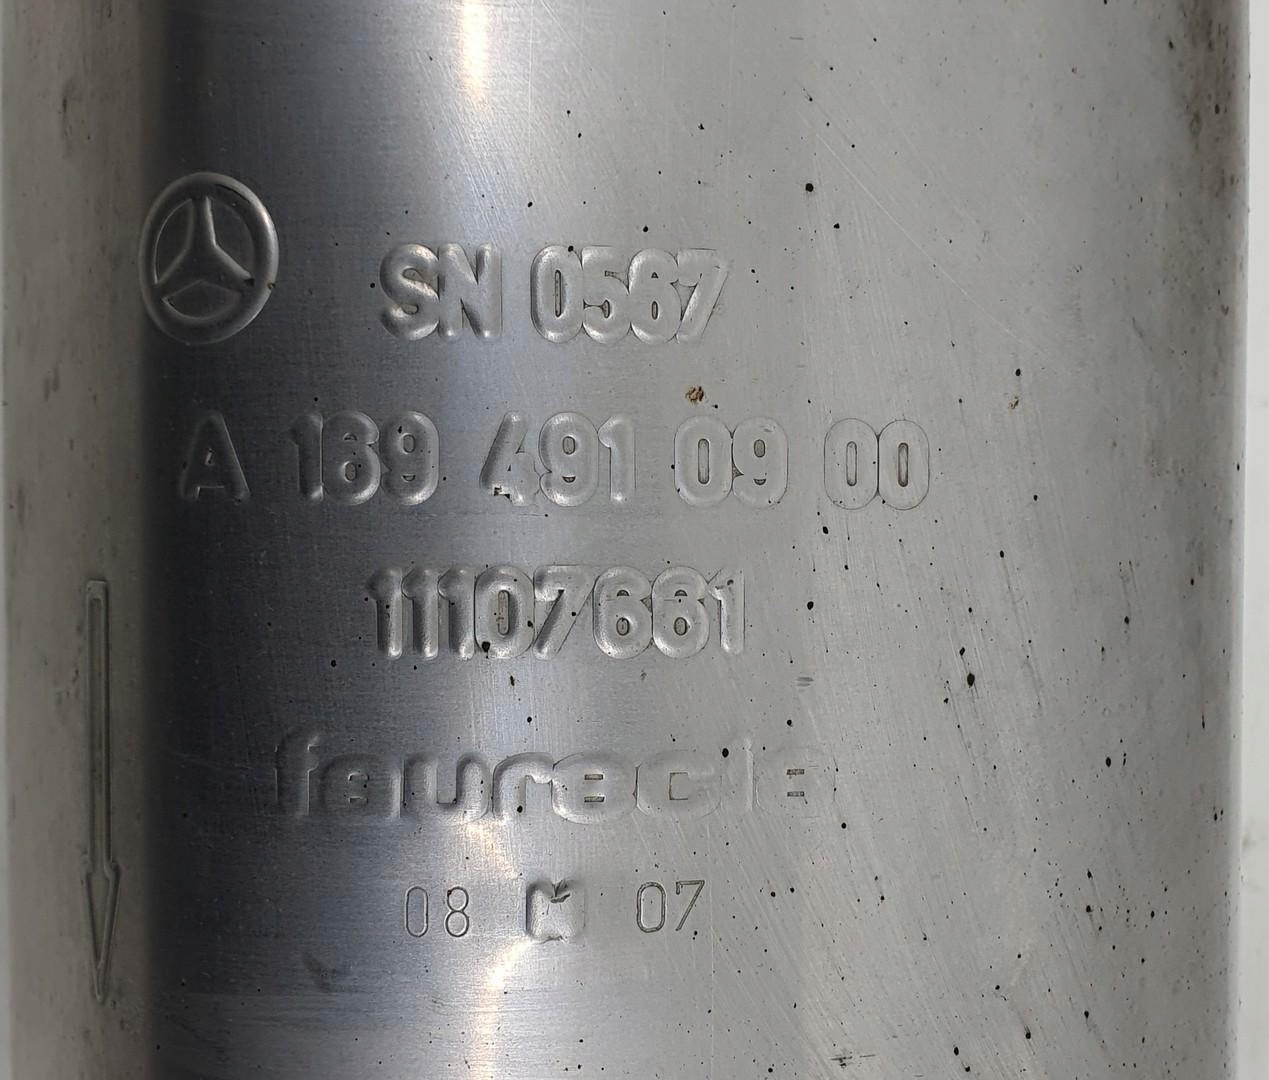 SN 0567
A 169 491 09 00
11107661
faurecia
08 M 07